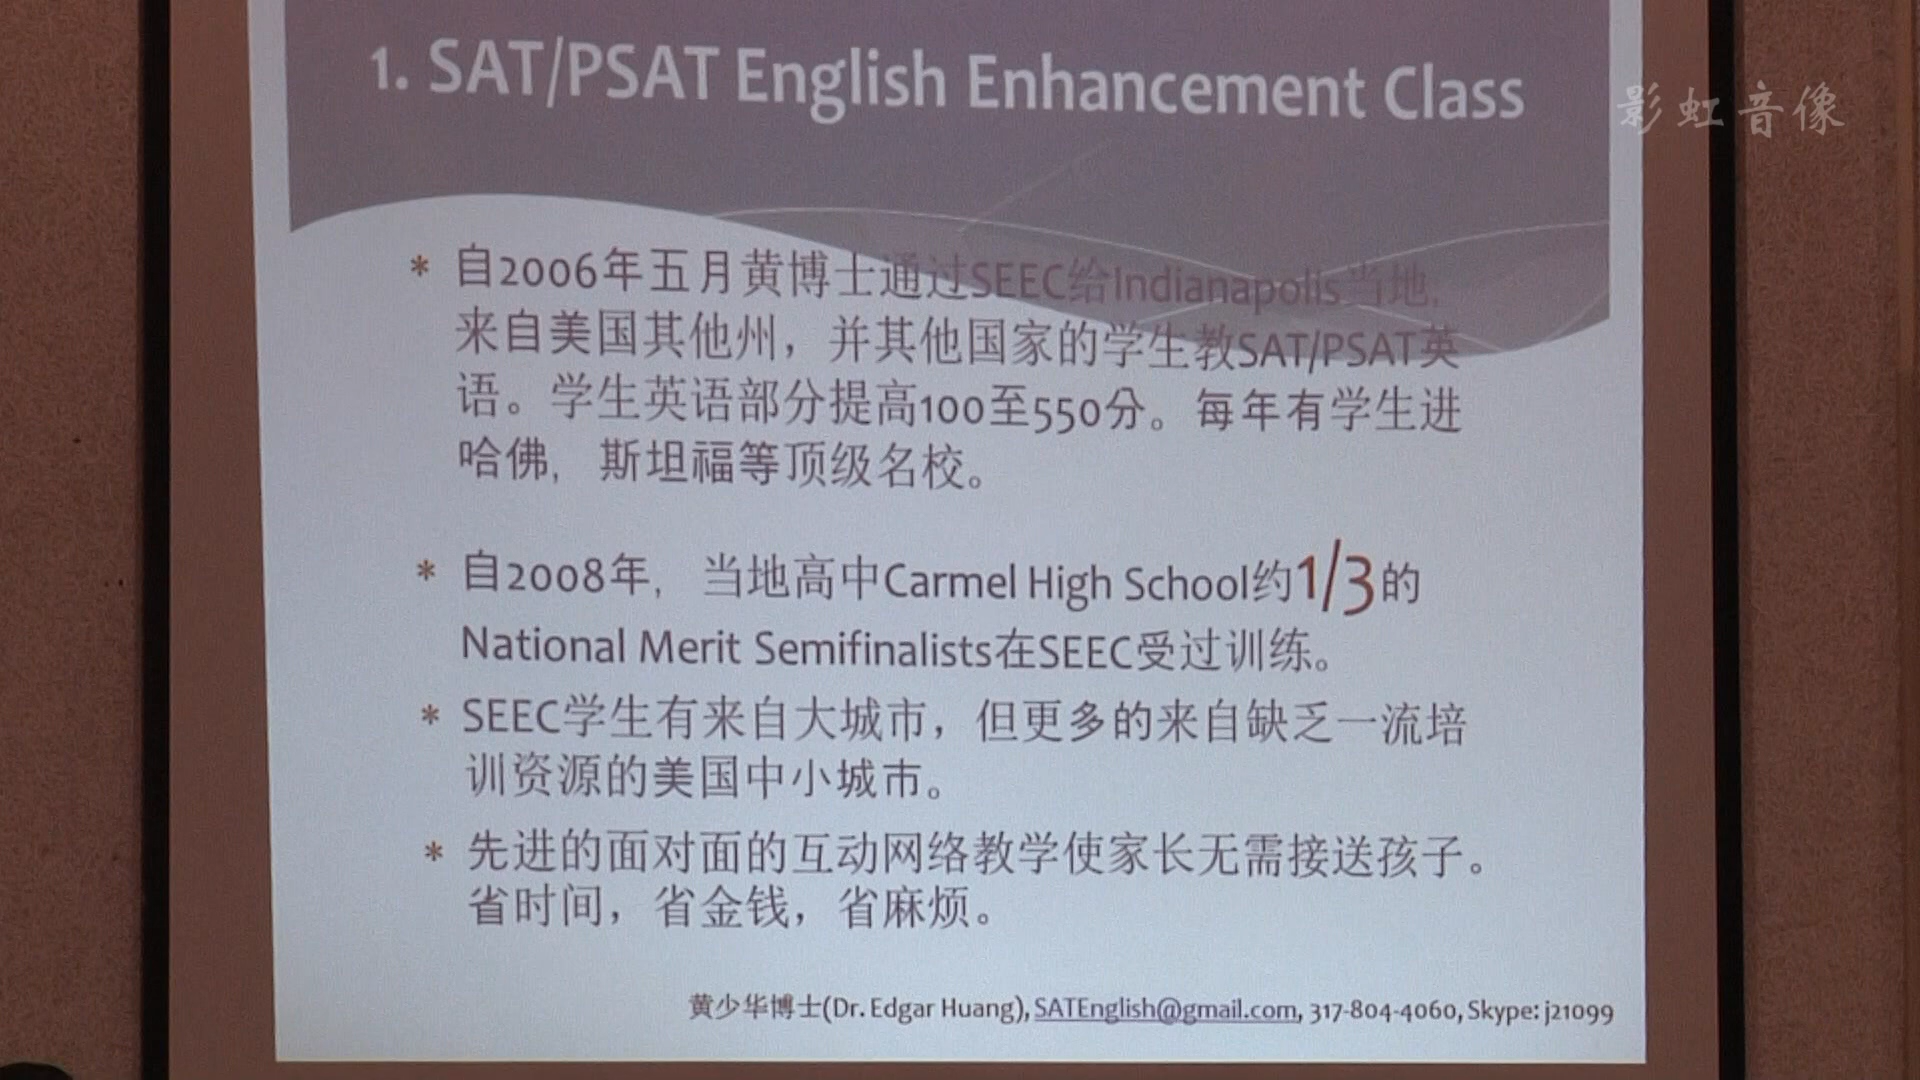 1. SAT/PSAT English Enhancement Class
影虹音像
* 自2006年五月黄博士通过SEEC给Indianapolis当地,
来自美国其他州，并其他国家的学生教SAT/PSAT英
语。学生英语部分提高100至550分。每年有学生进
哈佛, 斯坦福等顶级名校。
* 自2008年, 当地高中Carmel High School约1/3的
National Merit Semifinalists在SEEC受过训练。
* SEEC学生有来自大城市，但更多的来自缺乏一流培
训资源的美国中小城市。
* 先进的面对面的互动网络教学使家长无需接送孩子。
省时间，省金钱，省麻烦。
黄少华博士(Dr. Edgar Huang), SATEnglish@gmail.com, 317-804-4060, Skype: j21099